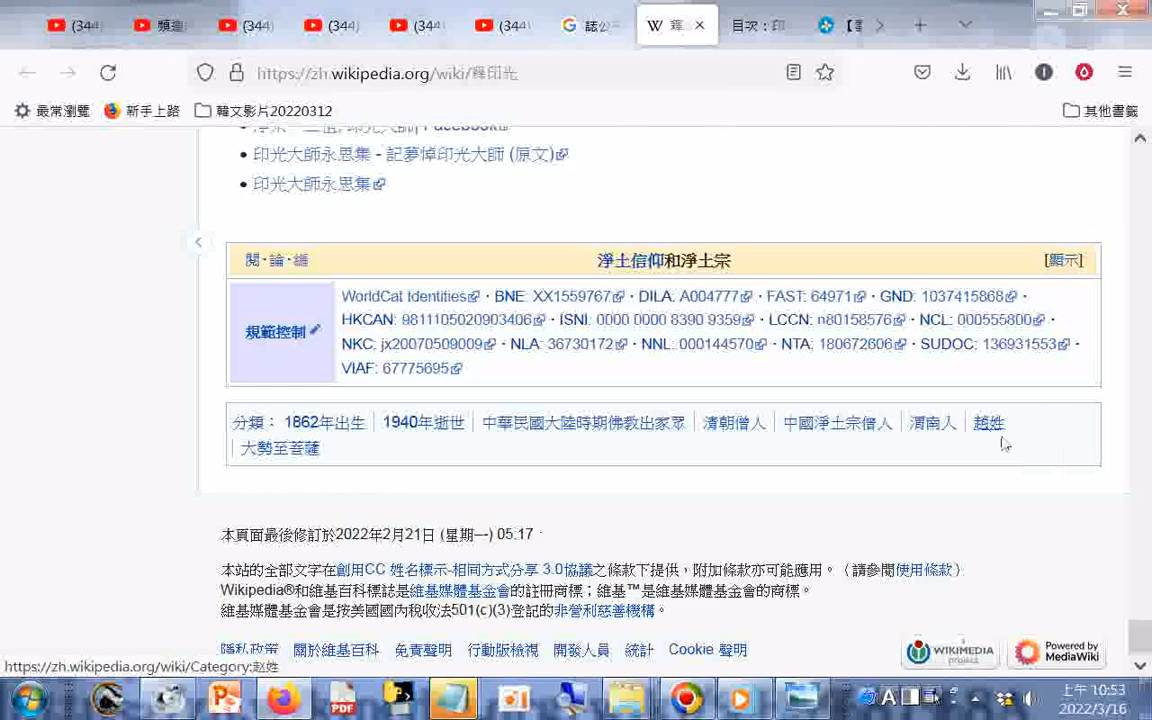 (344
(344
(344
(344
(344
誌公
W
目次：印
https://zh.wikipedia.org/wiki/釋印光
最常瀏覽 新手上路 韓文影片20220312 其他書籤
印光大師永思集 - 記夢悼印光大師 (原文)
印光大師永思集
閱·論·編 淨土信仰和淨土宗 [顯示]
規範控制
WorldCat Identities · BNE: XX1559767 · DILA: A004777 · FAST: 64971 · GND: 1037415868 ·
HKCAN: 9811105020903406 · ISNI: 0000 0000 8390 9359 · LCCN: n80158576 · NCL: 000555800 ·
NKC: jx20070509009 · NLA: 36730172 · NNL: 000144570 · NTA: 180672606 · SUDOC: 136931553 ·
VIAF: 67775695
分類： 1862年出生 | 1940年逝世 | 中華民國大陸時期佛教出家眾 | 清朝僧人 | 中國淨土宗僧人 | 渭南人 | 趙姓
| 大勢至菩薩
本頁面最後修訂於2022年2月21日 (星期一) 05:17。
本站的全部文字在創用CC 姓名標示-相同方式分享 3.0協議之條款下提供，附加條款亦可能應用。（請參閱使用條款）
Wikipedia®和維基百科標誌是維基媒體基金會的註冊商標；維基™是維基媒體基金會的商標。
維基媒體基金會是按美國國內稅收法501(c)(3)登記的非營利慈善機構。
隱私政策 關於維基百科 免責聲明 行動版檢視 開發人員 統計 Cookie 聲明
WIKIMEDIA project
Powered by MediaWiki
https://zh.wikipedia.org/wiki/Category:赵姓
PDF
A
上午 10:53
2022/3/16